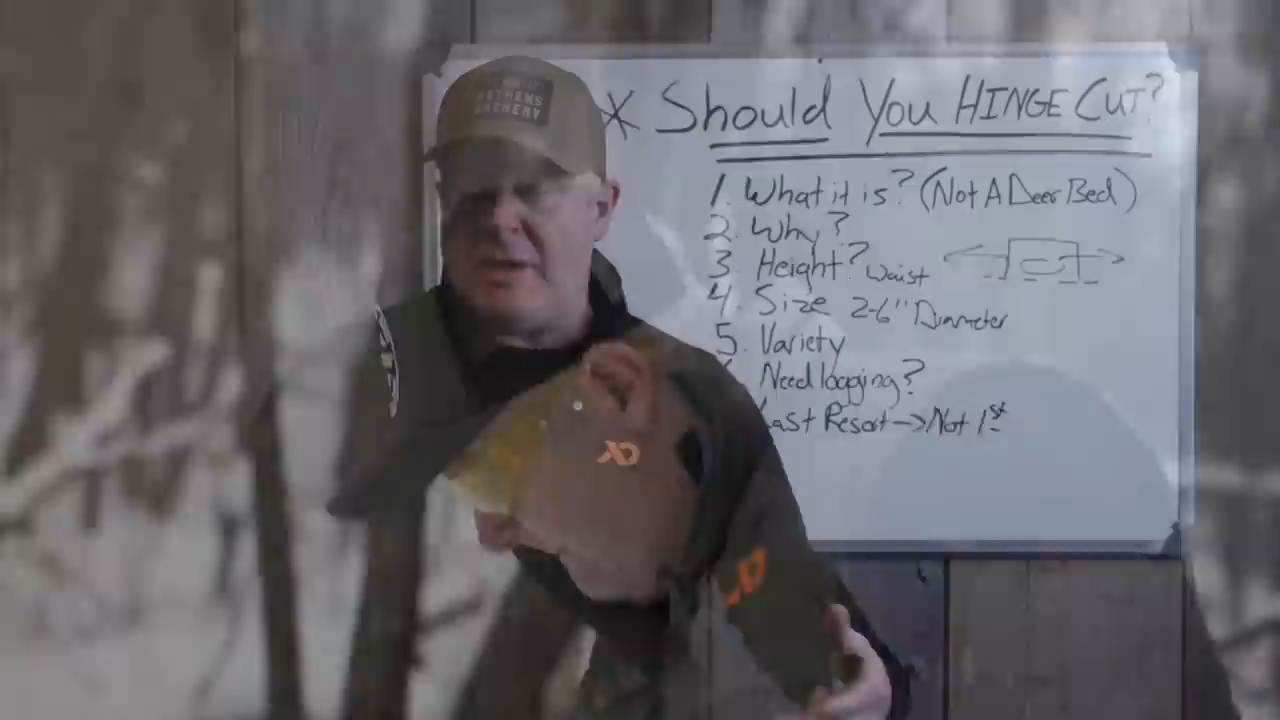 * Should You HINGE CUT?
1. What it is? (Not A Deer Bed)
2. Why?
3. Height? Waist
4. Size 2-6" Diameter
5. Variety
Need logging?
Last Resort -> Not 1st
ARCHERY